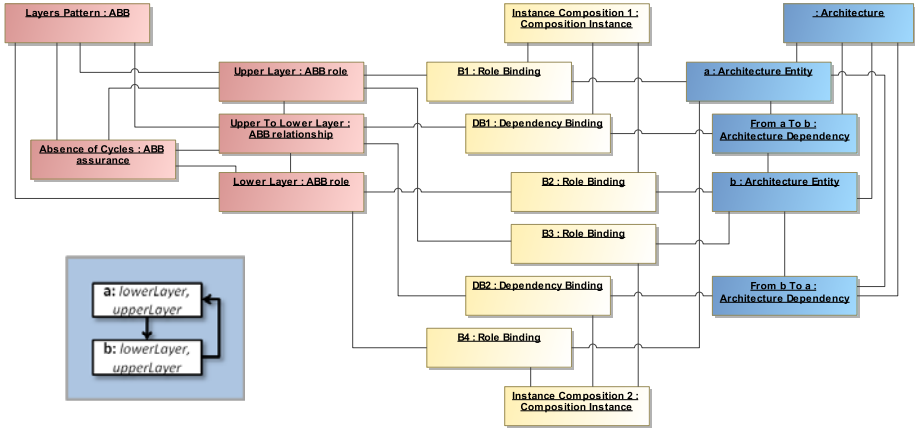 Layers Pattern : ABB
Instance Composition 1 :
Composition Instance
: Architecture
Upper Layer : ABB role
B1 : Role Binding
a : Architecture Entity
Upper To Lower Layer :
ABB relationship
DB1 : Dependency Binding
From a To b :
Architecture Dependency
Absence of Cycles : ABB
assurance
Lower Layer : ABB role
B2 : Role Binding
b : Architecture Entity
B3 : Role Binding
DB2 : Dependency Binding
From b To a :
Architecture Dependency
a: lowerLayer,
upperLayer
b: lowerLayer,
upperLayer
B4 : Role Binding
Instance Composition 2 :
Composition Instance